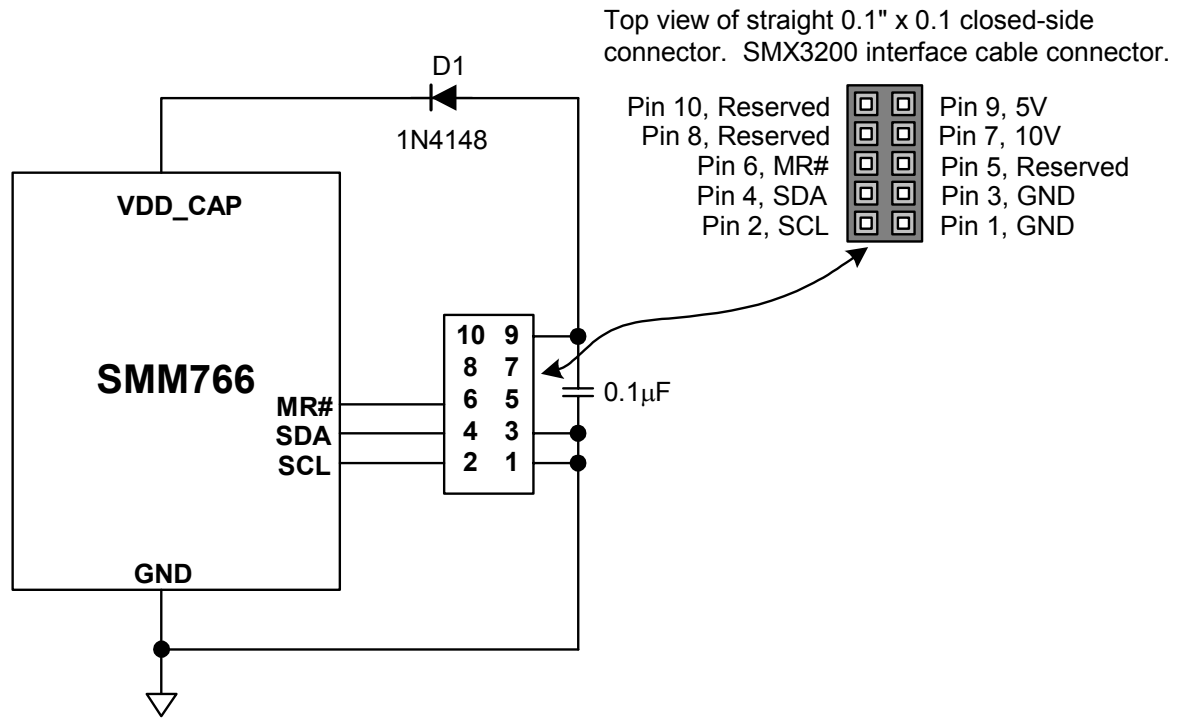 Top view of straight 0.1" x 0.1 closed-side
connector. SMX3200 interface cable connector.
D1
1N4148
Pin 10, Reserved
Pin 9, 5V
Pin 8, Reserved
Pin 7, 10V
Pin 6, MR#
Pin 5, Reserved
Pin 4, SDA
Pin 3, GND
Pin 2, SCL
Pin 1, GND
VDD_CAP
SMM766
MR#
SDA
SCL
GND
10 9
8 7
6 5
4 3
2 1
0.1μF